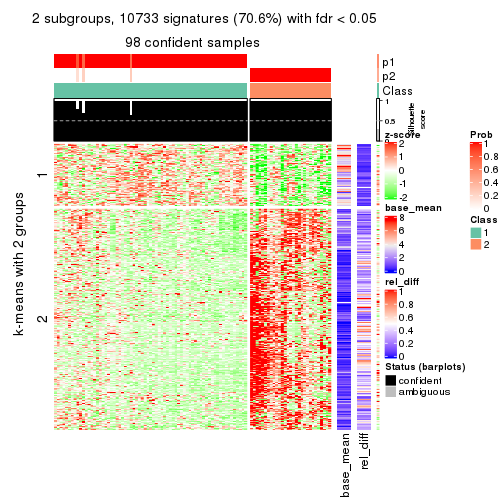 2 subgroups, 10733 signatures (70.6%) with fdr < 0.05
98 confident samples
p1
p2
Class
1
0.5
0
Silhouette
score
k-means with 2 groups
1
2
z-score
2
1
0
-1
-2
base_mean
8
6
4
2
0
rel_diff
1
0.8
0.6
0.4
0.2
0
Status (barplots)
confident
ambiguous
Prob
1
0.8
0.6
0.4
0.2
0
Class
1
2
base_mean
rel_diff